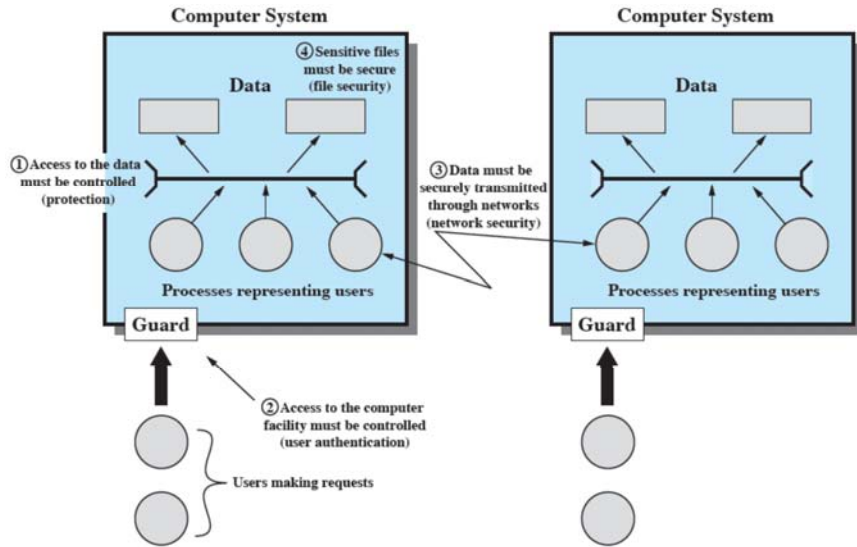 Computer System
④ Sensitive files
must be secure
(file security)
Data
① Access to the data
must be controlled
(protection)
Processes representing users
Guard
② Access to the computer
facility must be controlled
(user authentication)
Users making requests
③ Data must be
securely transmitted
through networks
(network security)
Computer System
Data
Processes representing users
Guard